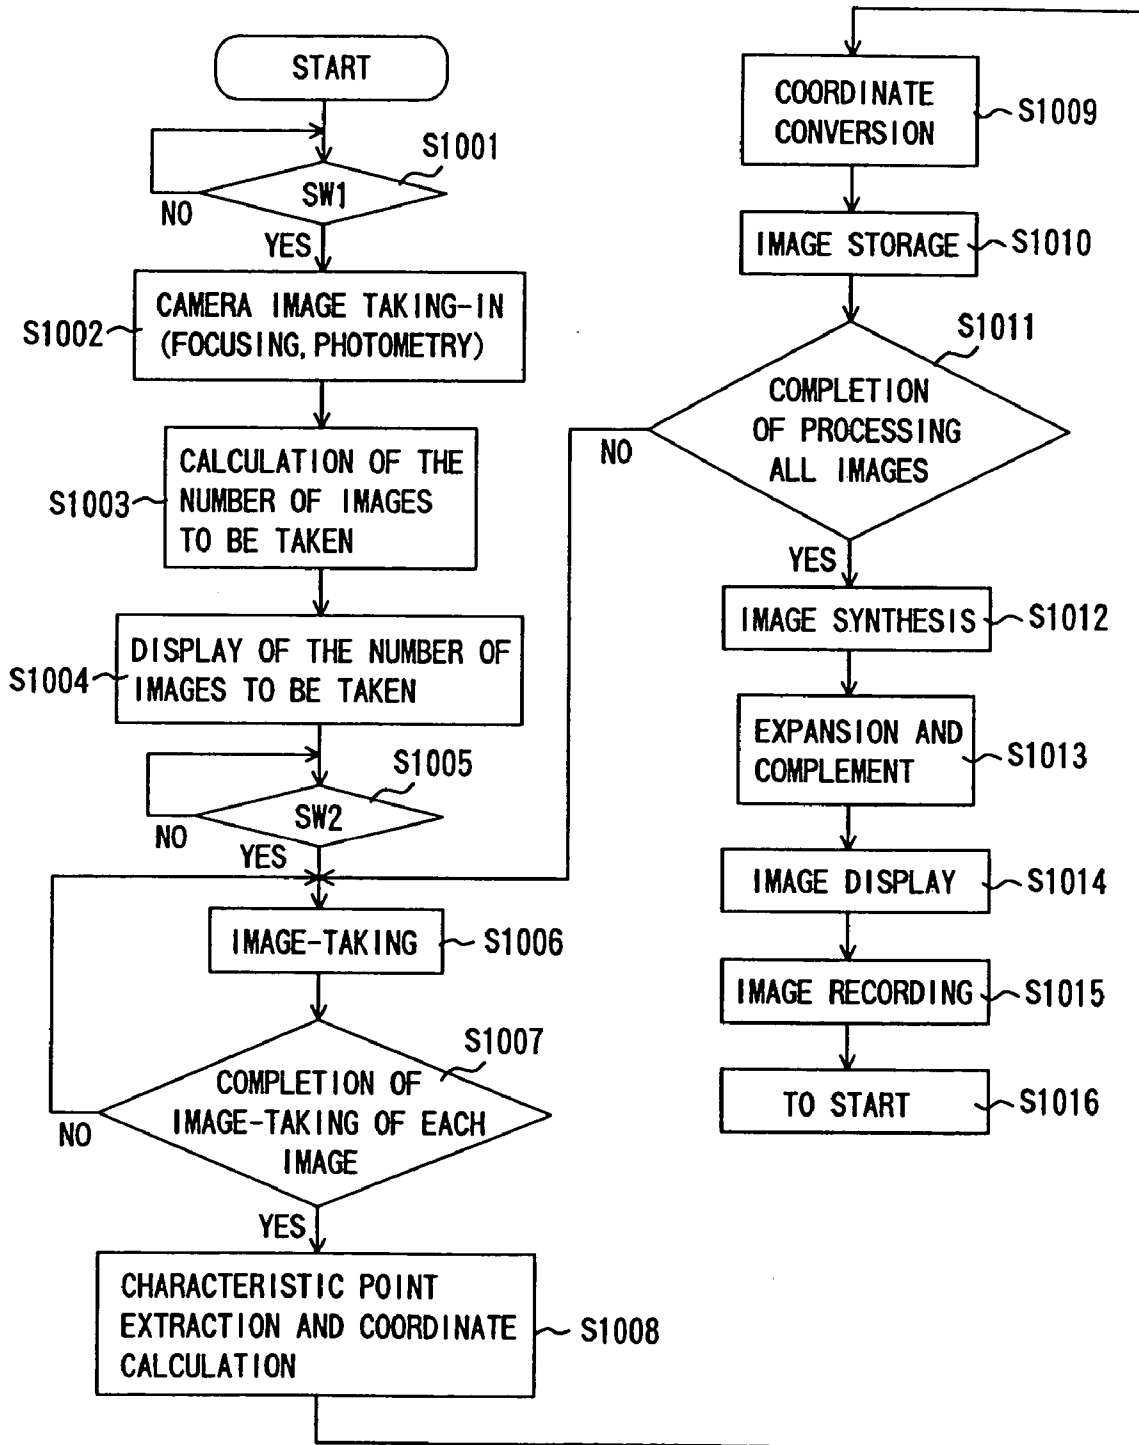 START
S1001
SW1
NO
YES
S1002
CAMERA IMAGE TAKING-IN
(FOCUSING, PHOTOMETRY)
S1003
CALCULATION OF THE
NUMBER OF IMAGES
TO BE TAKEN
S1004
DISPLAY OF THE NUMBER OF
IMAGES TO BE TAKEN
S1005
SW2
NO
YES
IMAGE-TAKING
S1006
S1007
COMPLETION OF
IMAGE-TAKING OF EACH
IMAGE
NO
YES
CHARACTERISTIC POINT
EXTRACTION AND COORDINATE
CALCULATION
S1008
COORDINATE
CONVERSION
S1009
IMAGE STORAGE
S1010
S1011
COMPLETION
OF PROCESSING
ALL IMAGES
NO
YES
IMAGE SYNTHESIS
S1012
EXPANSION AND
COMPLEMENT
S1013
IMAGE DISPLAY
S1014
IMAGE RECORDING
S1015
TO START
S1016